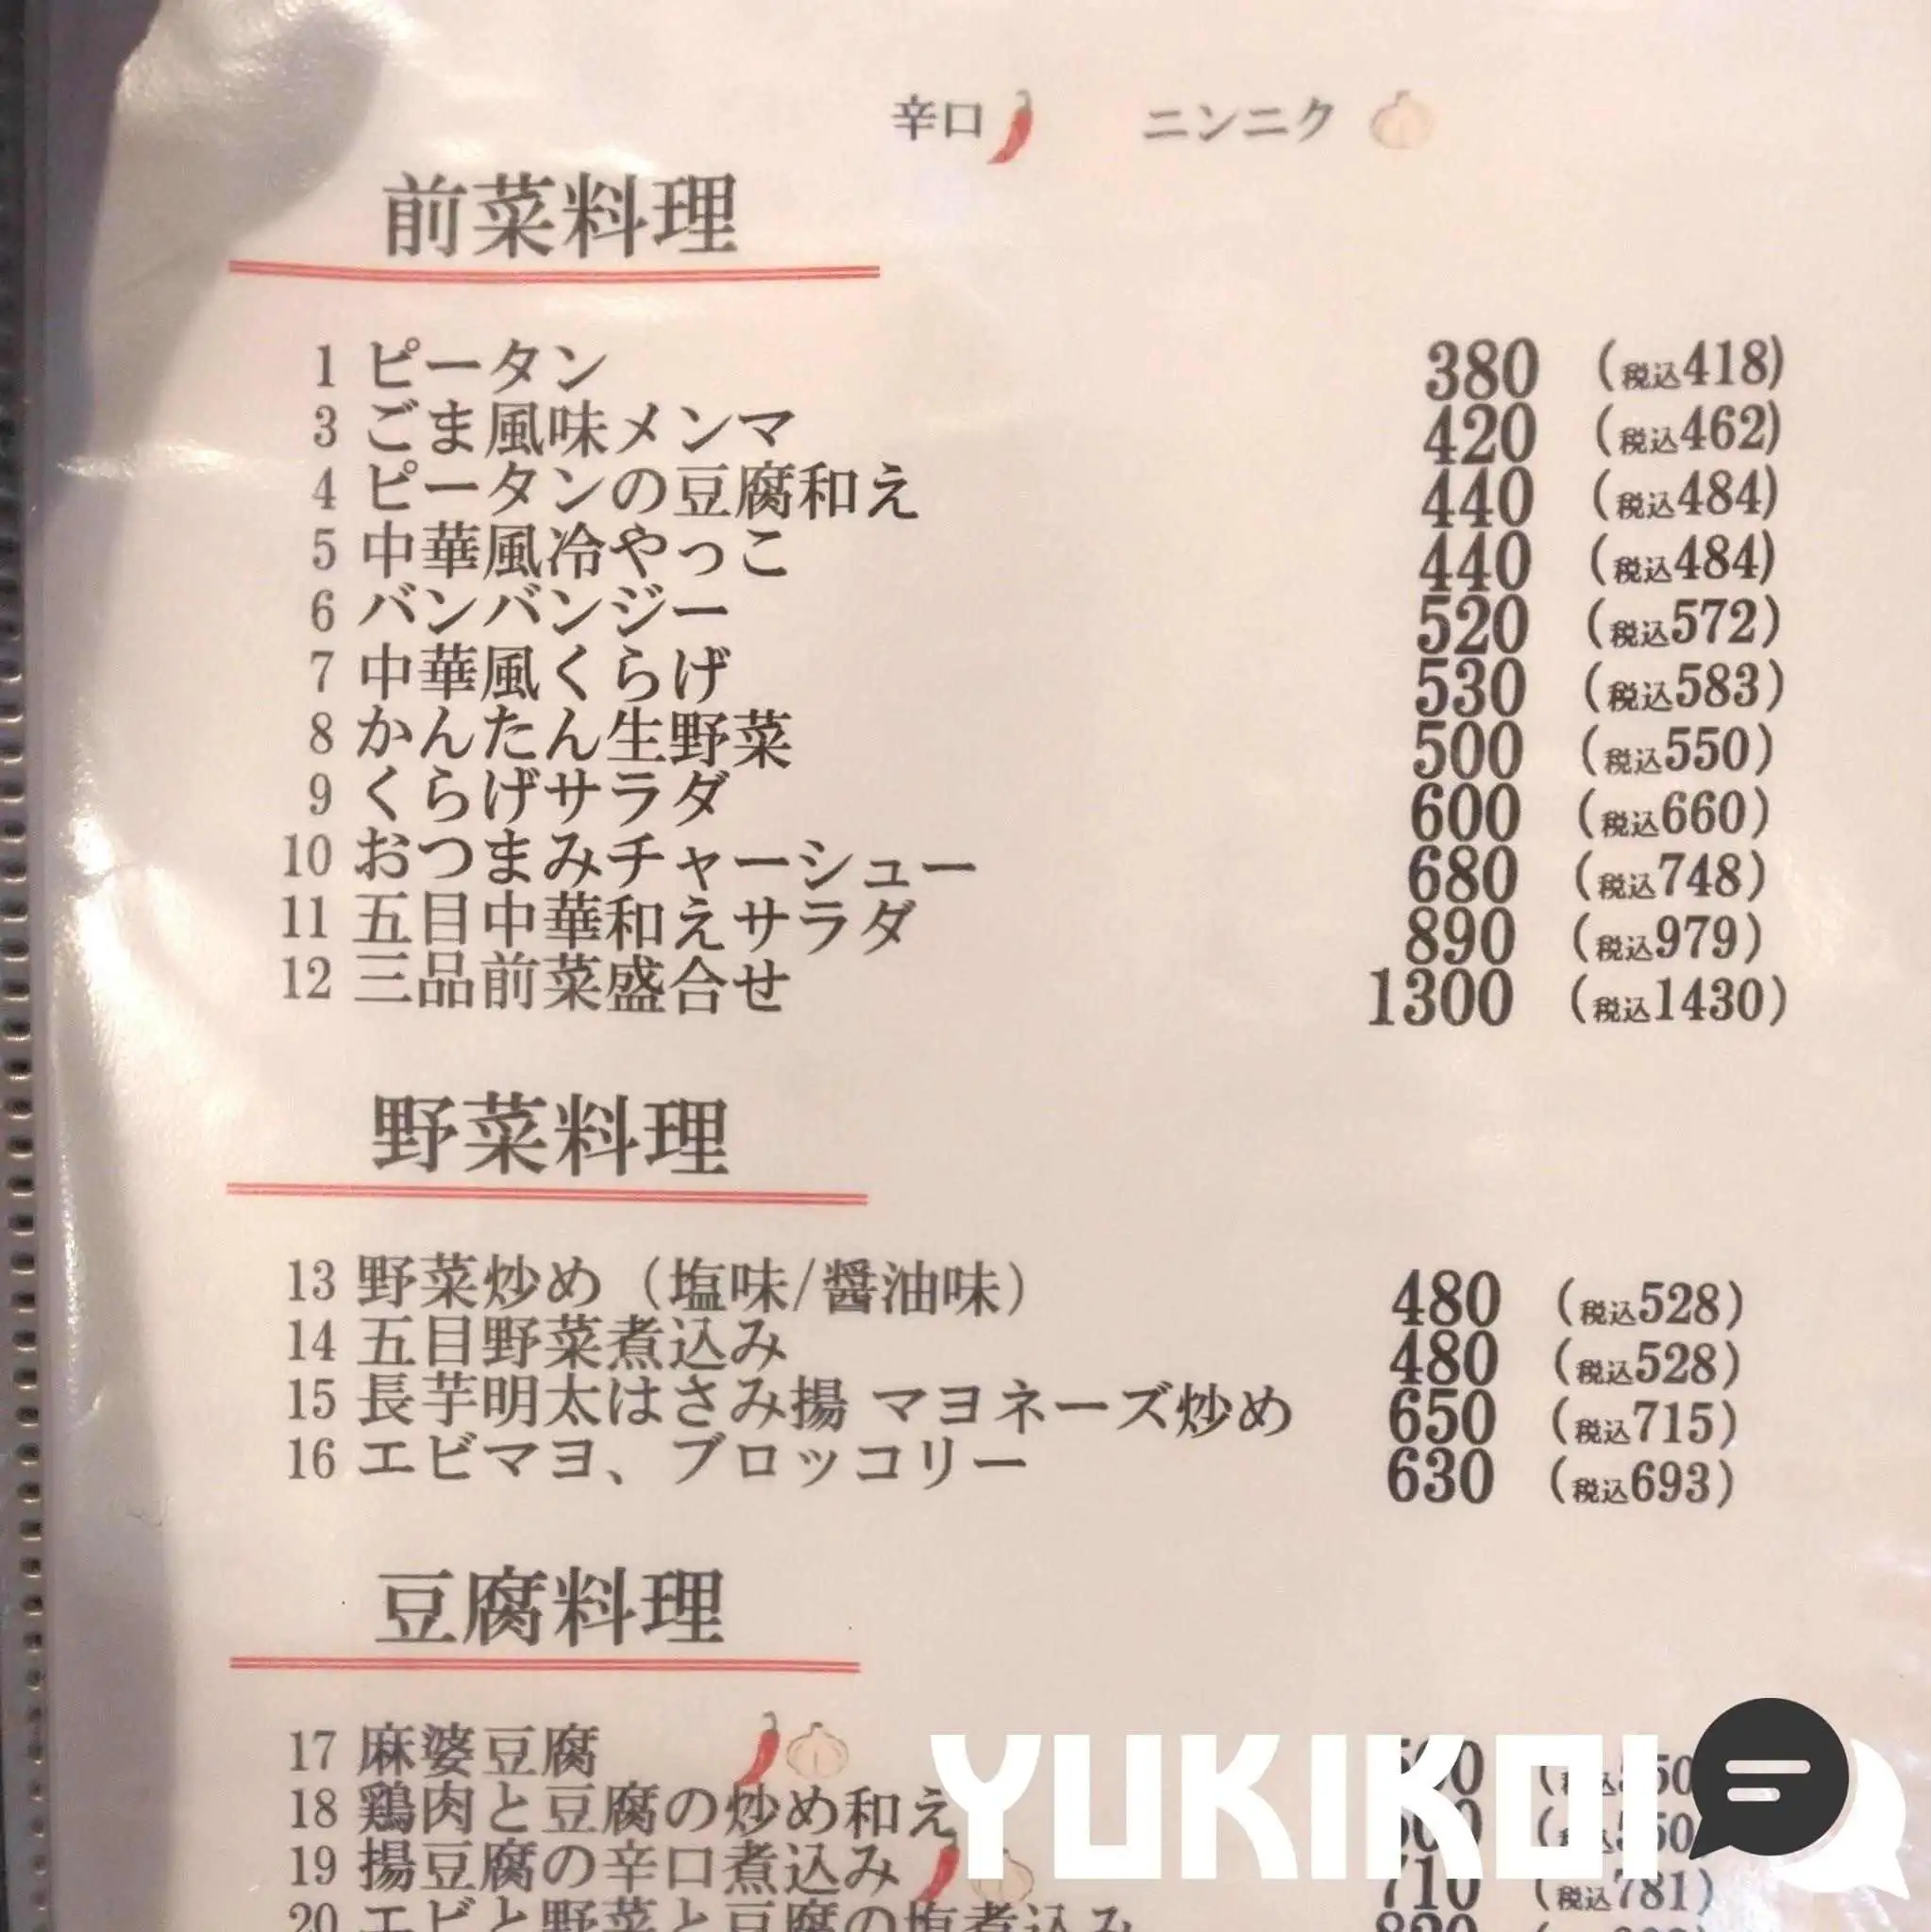 辛口 ニンニク
前菜料理
1 ピータン 380 (税込418)
3 ごま風味メンマ 420 (税込462)
4 ピータンの豆腐和え 440 (税込484)
5 中華風冷やっこ 440 (税込484)
6 バンバンジー 520 (税込572)
7 中華風くらげ 530 (税込583)
8 かんたん生野菜 500 (税込550)
9 くらげサラダ 600 (税込660)
10 おつまみチャーシュー 680 (税込748)
11 五目中華和えサラダ 890 (税込979)
12 三品前菜盛合せ 1300 (税込1430)
野菜料理
13 野菜炒め（塩味/醤油味） 480 (税込528)
14 五目野菜煮込み 480 (税込528)
15 長芋明太はさみ揚 マヨネーズ炒め 650 (税込715)
16 エビマヨ、ブロッコリー 630 (税込693)
豆腐料理
17 麻婆豆腐
18 鶏肉と豆腐の炒め和え
19 揚豆腐の辛口煮込み 710 (税込781)
20 エビと野菜と豆腐の塩煮込み
YUKIKOI